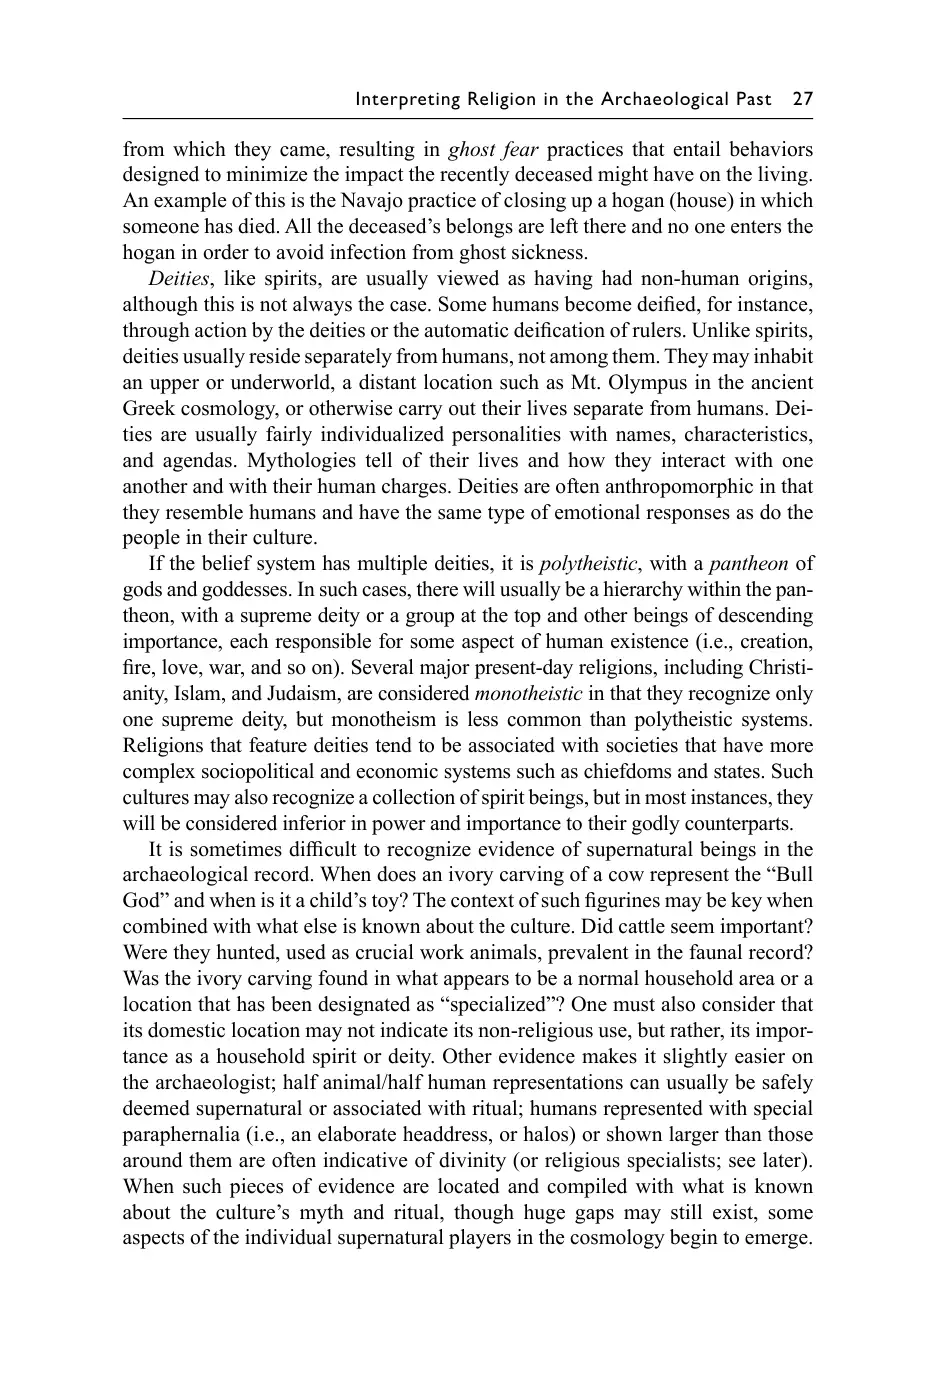 Interpreting Religion in the Archaeological Past 27
from which they came, resulting in ghost fear practices that entail behaviors
designed to minimize the impact the recently deceased might have on the living.
An example of this is the Navajo practice of closing up a hogan (house) in which
someone has died. All the deceased’s belongs are left there and no one enters the
hogan in order to avoid infection from ghost sickness.
Deities, like spirits, are usually viewed as having had non-human origins,
although this is not always the case. Some humans become deified, for instance,
through action by the deities or the automatic deification of rulers. Unlike spirits,
deities usually reside separately from humans, not among them. They may inhabit
an upper or underworld, a distant location such as Mt. Olympus in the ancient
Greek cosmology, or otherwise carry out their lives separate from humans. Dei-
ties are usually fairly individualized personalities with names, characteristics,
and agendas. Mythologies tell of their lives and how they interact with one
another and with their human charges. Deities are often anthropomorphic in that
they resemble humans and have the same type of emotional responses as do the
people in their culture.
If the belief system has multiple deities, it is polytheistic, with a pantheon of
gods and goddesses. In such cases, there will usually be a hierarchy within the pan-
theon, with a supreme deity or a group at the top and other beings of descending
importance, each responsible for some aspect of human existence (i.e., creation,
fire, love, war, and so on). Several major present-day religions, including Christi-
anity, Islam, and Judaism, are considered monotheistic in that they recognize only
one supreme deity, but monotheism is less common than polytheistic systems.
Religions that feature deities tend to be associated with societies that have more
complex sociopolitical and economic systems such as chiefdoms and states. Such
cultures may also recognize a collection of spirit beings, but in most instances, they
will be considered inferior in power and importance to their godly counterparts.
It is sometimes difficult to recognize evidence of supernatural beings in the
archaeological record. When does an ivory carving of a cow represent the “Bull
God” and when is it a child’s toy? The context of such figurines may be key when
combined with what else is known about the culture. Did cattle seem important?
Were they hunted, used as crucial work animals, prevalent in the faunal record?
Was the ivory carving found in what appears to be a normal household area or a
location that has been designated as “specialized”? One must also consider that
its domestic location may not indicate its non-religious use, but rather, its impor-
tance as a household spirit or deity. Other evidence makes it slightly easier on
the archaeologist; half animal/half human representations can usually be safely
deemed supernatural or associated with ritual; humans represented with special
paraphernalia (i.e., an elaborate headdress, or halos) or shown larger than those
around them are often indicative of divinity (or religious specialists; see later).
When such pieces of evidence are located and compiled with what is known
about the culture’s myth and ritual, though huge gaps may still exist, some
aspects of the individual supernatural players in the cosmology begin to emerge.